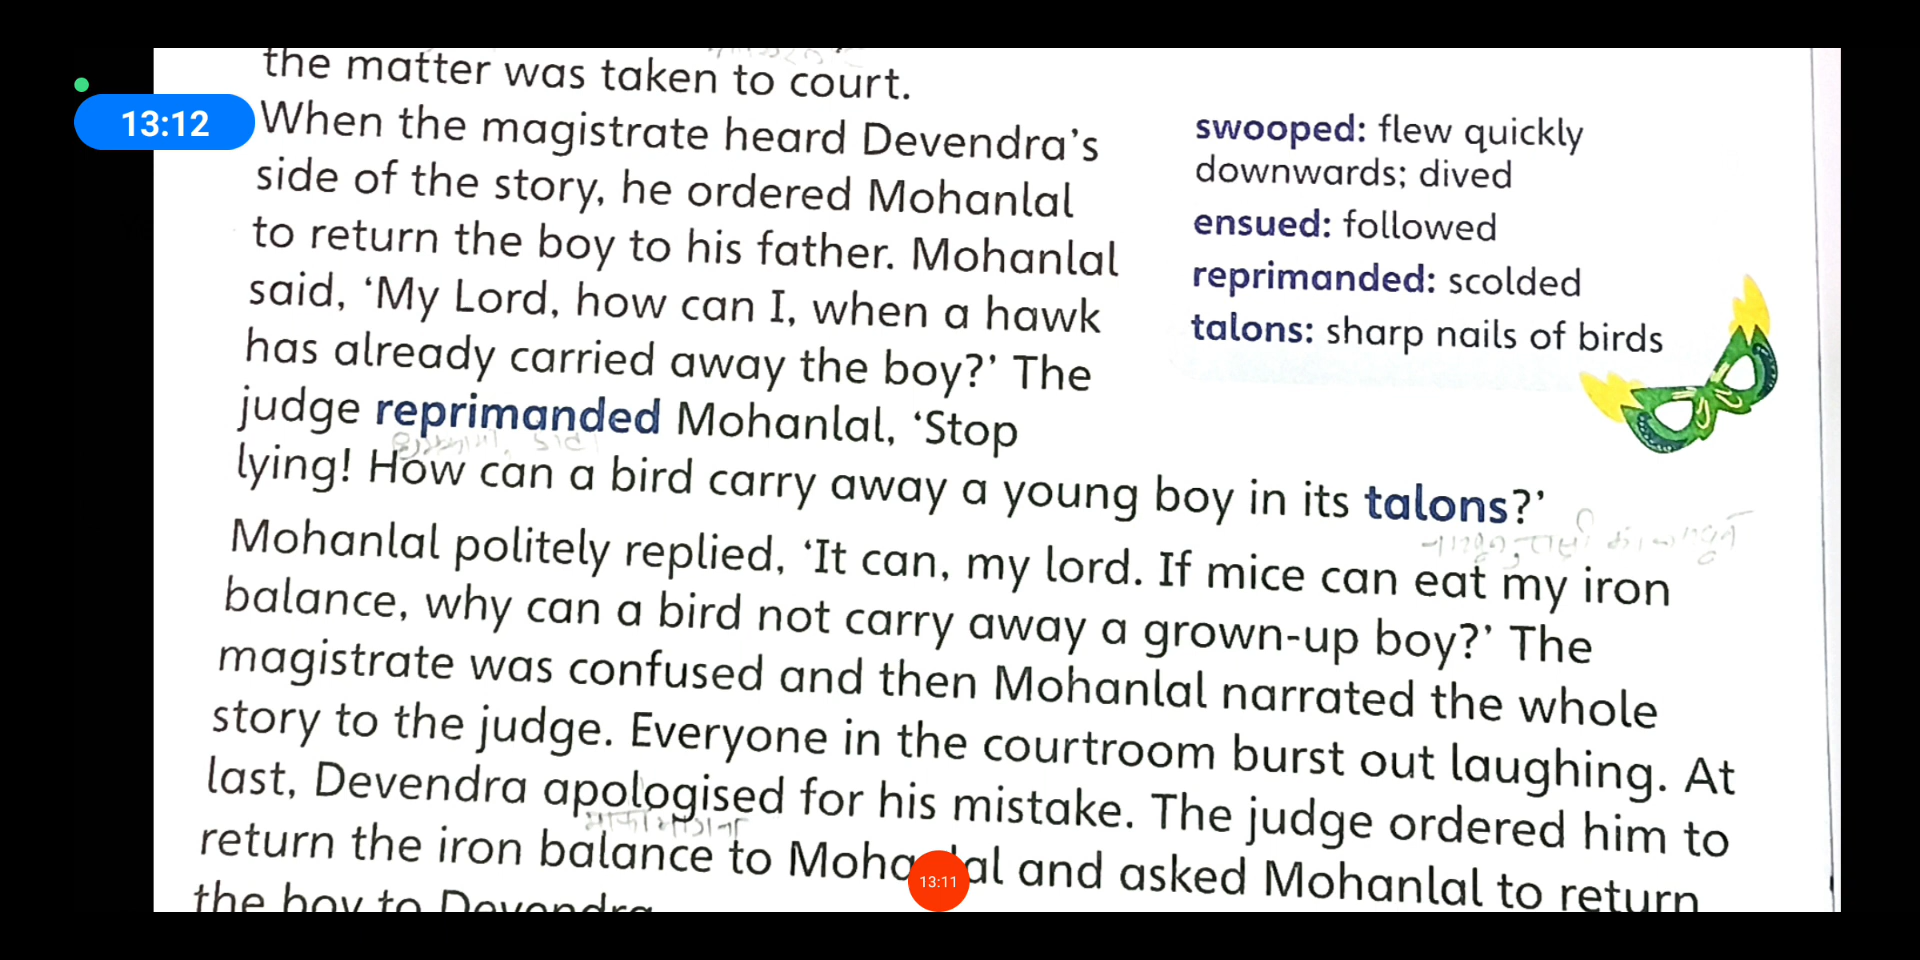 the matter was taken to court.
13:12
When the magistrate heard Devendra's
side of the story, he ordered Mohanlal
to return the boy to his father. Mohanlal
said, 'My Lord, how can I, when a hawk
has already carried away the boy?' The
judge reprimanded Mohanlal, 'Stop
lying! How can a bird carry away a young boy in its talons?'
swooped: flew quickly
downwards; dived
ensued: followed
reprimanded: scolded
talons: sharp nails of birds
Mohanlal politely replied, 'It can, my lord. If mice can eat my iron
balance, why can a bird not carry away a grown-up boy?' The
magistrate was confused and then Mohanlal narrated the whole
story to the judge. Everyone in the courtroom burst out laughing. At
last, Devendra apologised for his mistake. The judge ordered him to
return the iron balance to and asked Mohanlal to return
the boy to Devendra
13:11